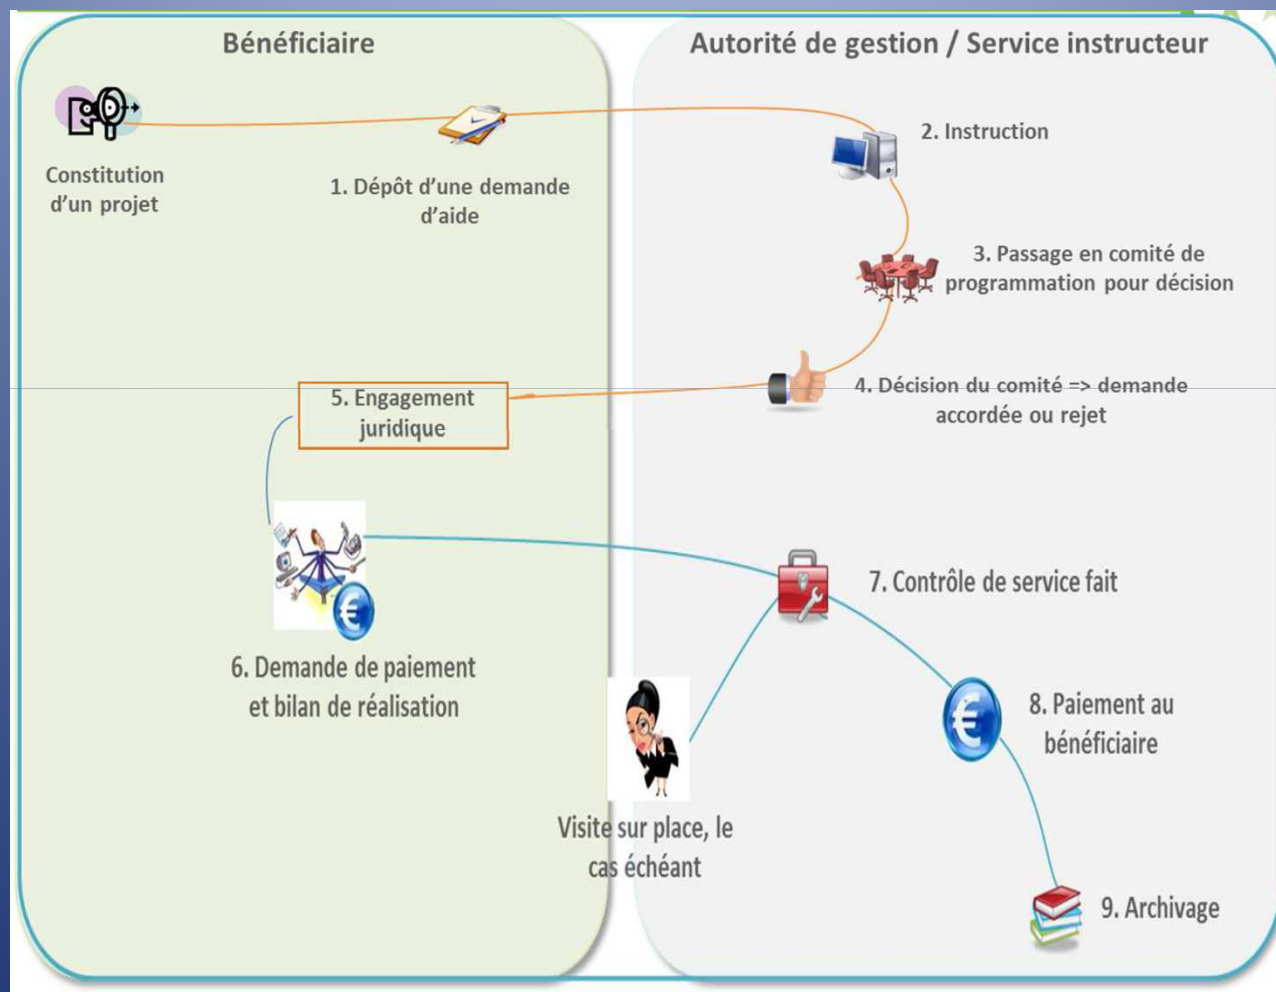 Bénéficiaire
Autorité de gestion / Service instructeur
Constitution
d'un projet
1. Dépôt d'une demande
d'aide
2. Instruction
3. Passage en comité de
programmation pour décision
4. Décision du comité => demande
accordée ou rejet
5. Engagement
juridique
6. Demande de paiement
et bilan de réalisation
7. Contrôle de service fait
Visite sur place, le
cas échéant
8. Paiement au
bénéficiaire
9. Archivage